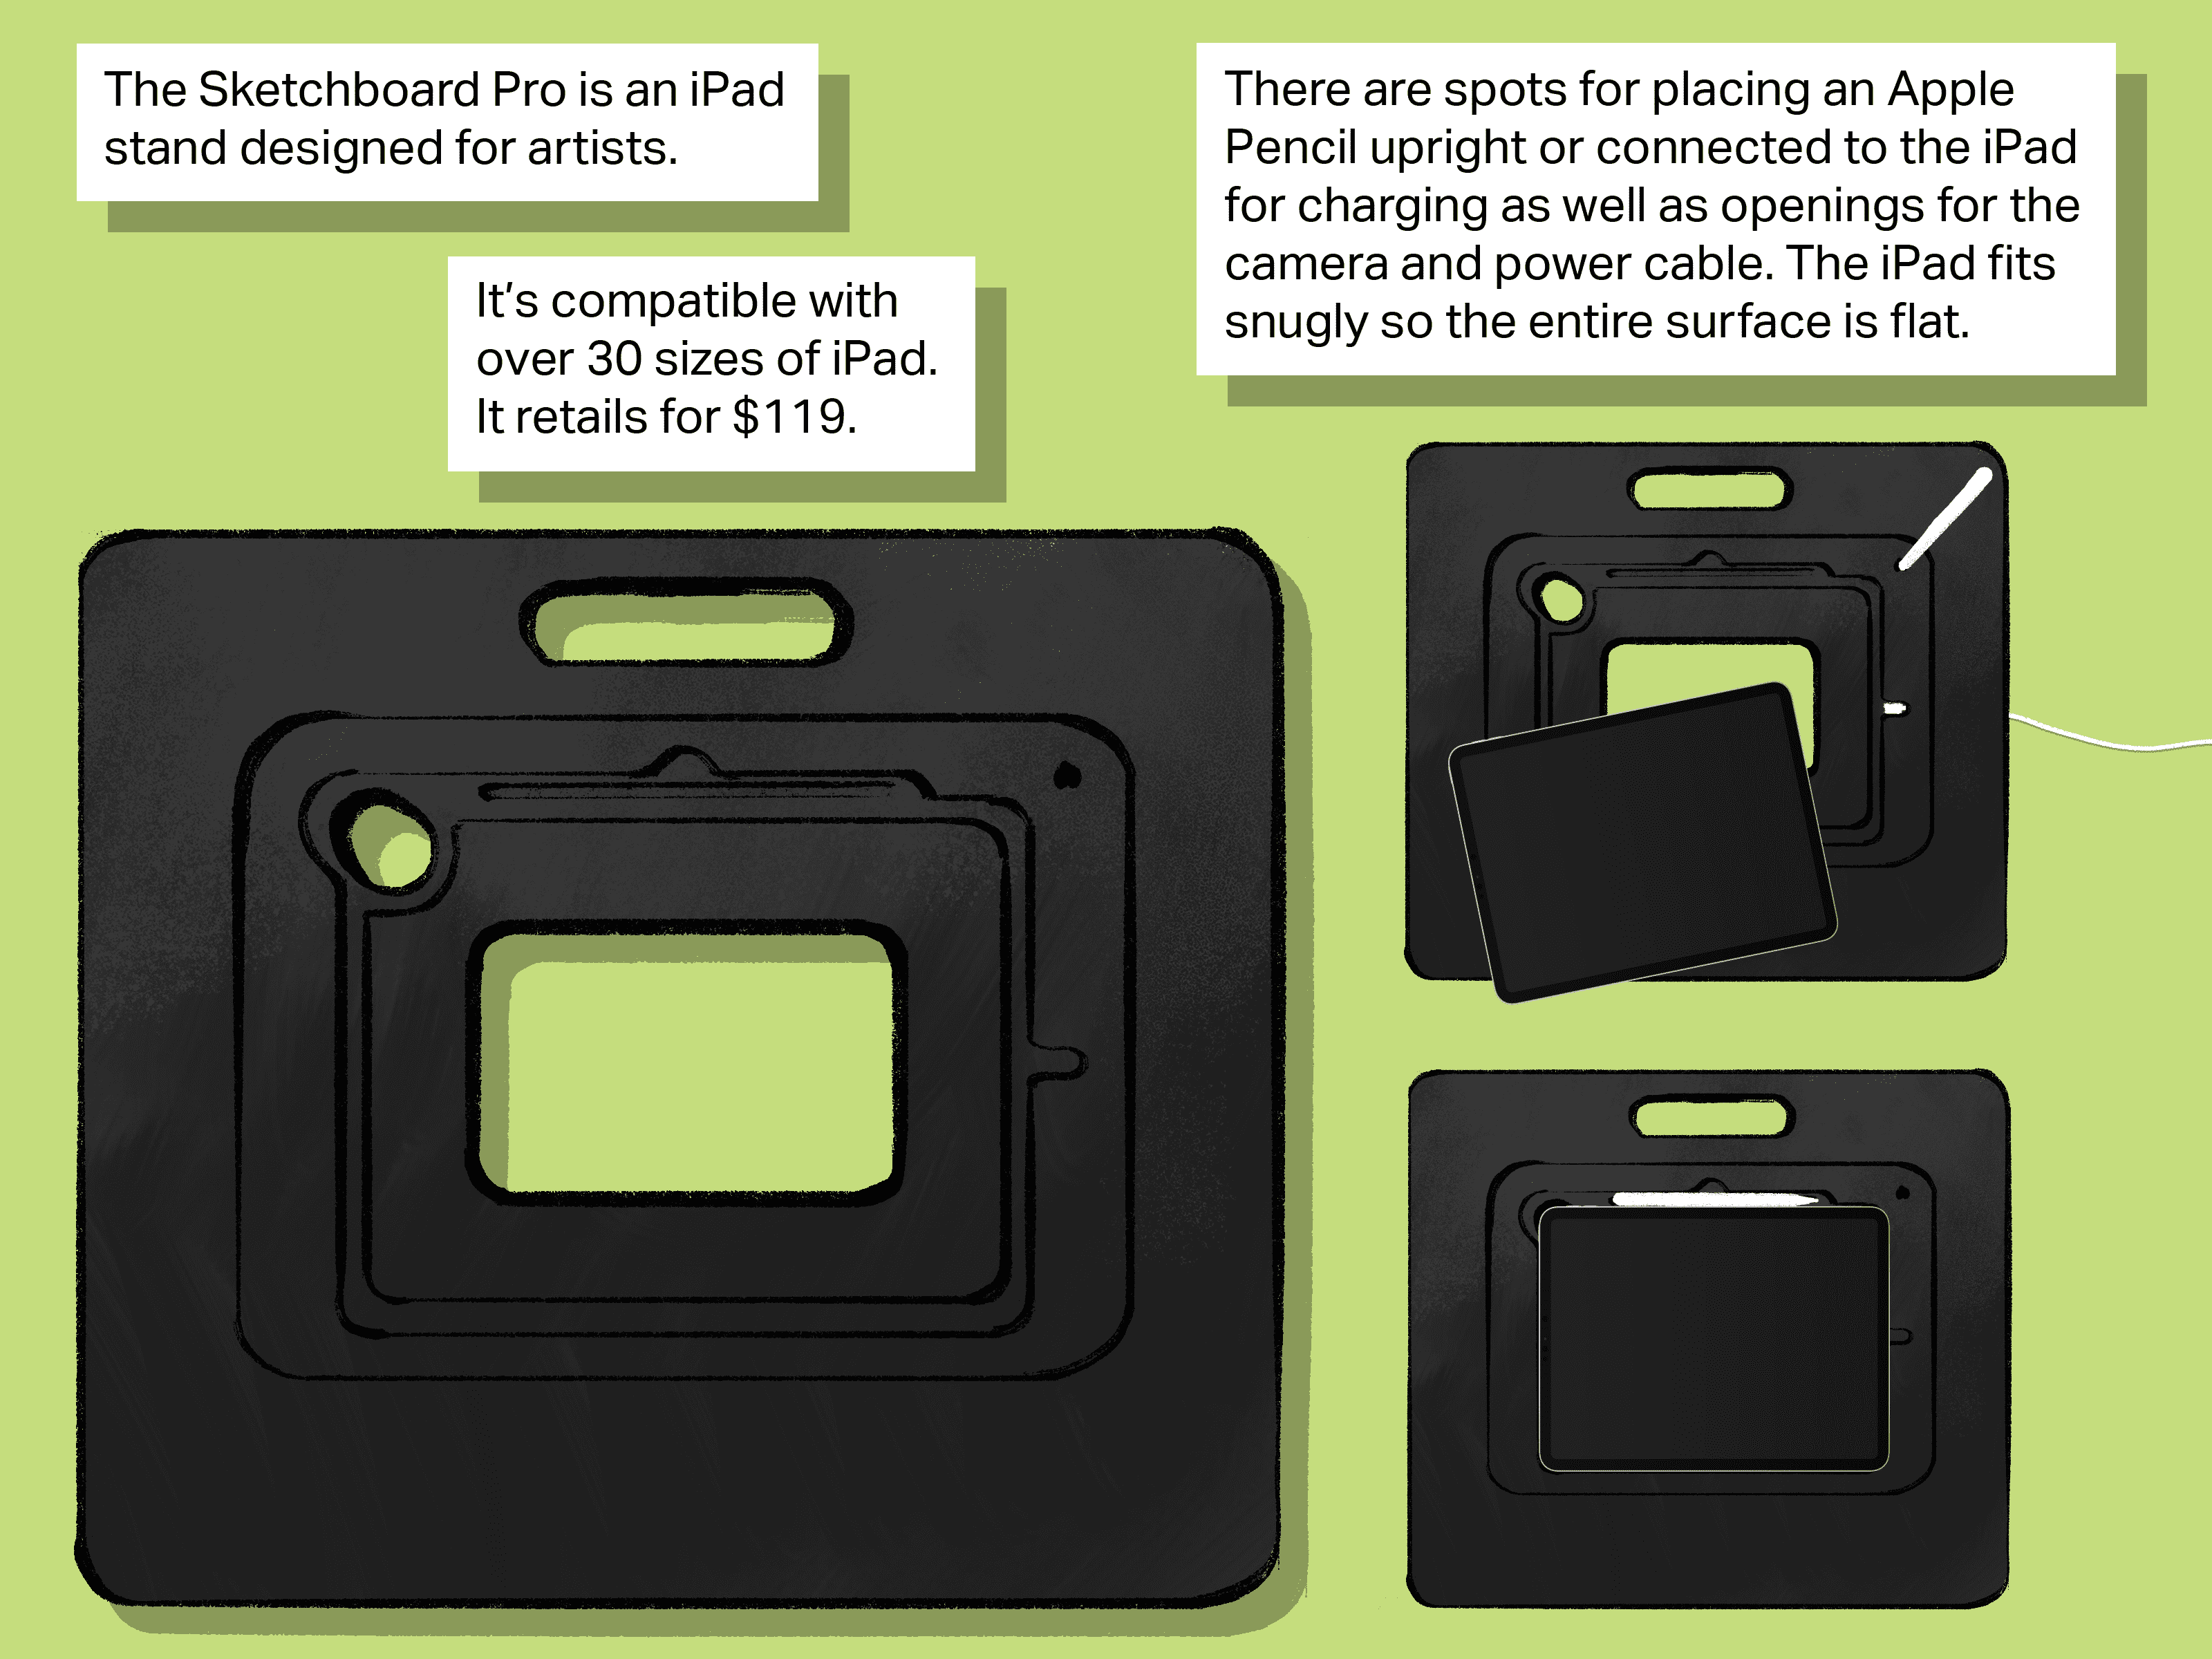 The Sketchboard Pro is an iPad
stand designed for artists.
It’s compatible with
over 30 sizes of iPad.
It retails for $119.
There are spots for placing an Apple
Pencil upright or connected to the iPad
for charging as well as openings for the
camera and power cable. The iPad fits
snugly so the entire surface is flat.